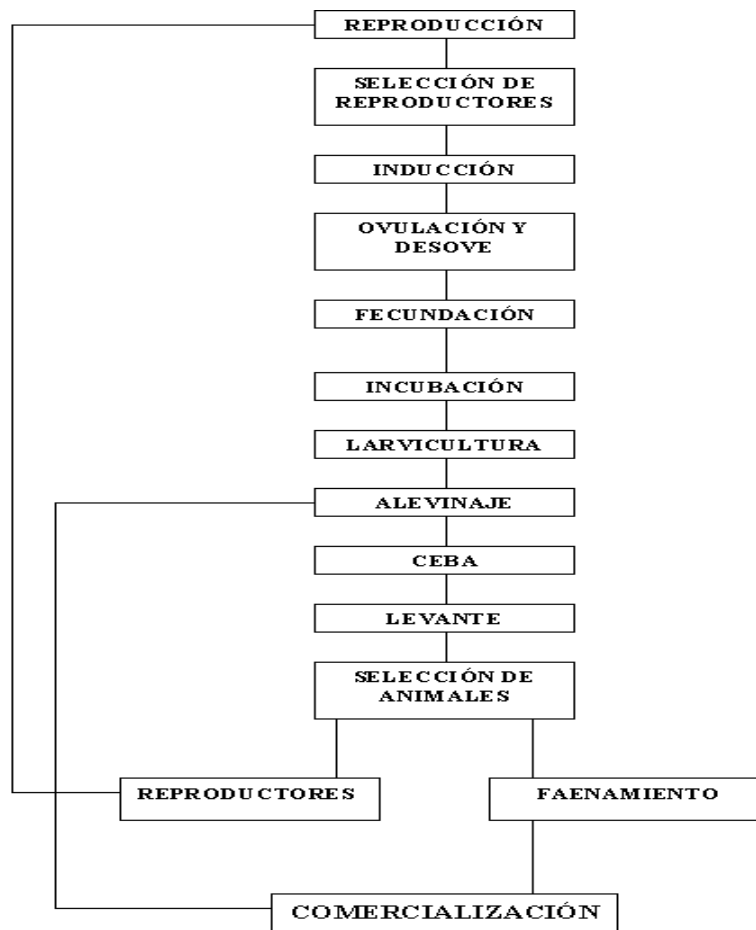 REPRODUCCIÓN
SELECCIÓN DE
REPRODUCTORES
INDUCCIÓN
OVULACIÓN Y
DESOVE
FECUNDACIÓN
INCUBACIÓN
LARVICULTURA
ALEVINAJE
CEBA
LEVANTE
SELECCIÓN DE
ANIMALES
REPRODUCTORES
FAENAMIENTO
COMERCIALIZACIÓN